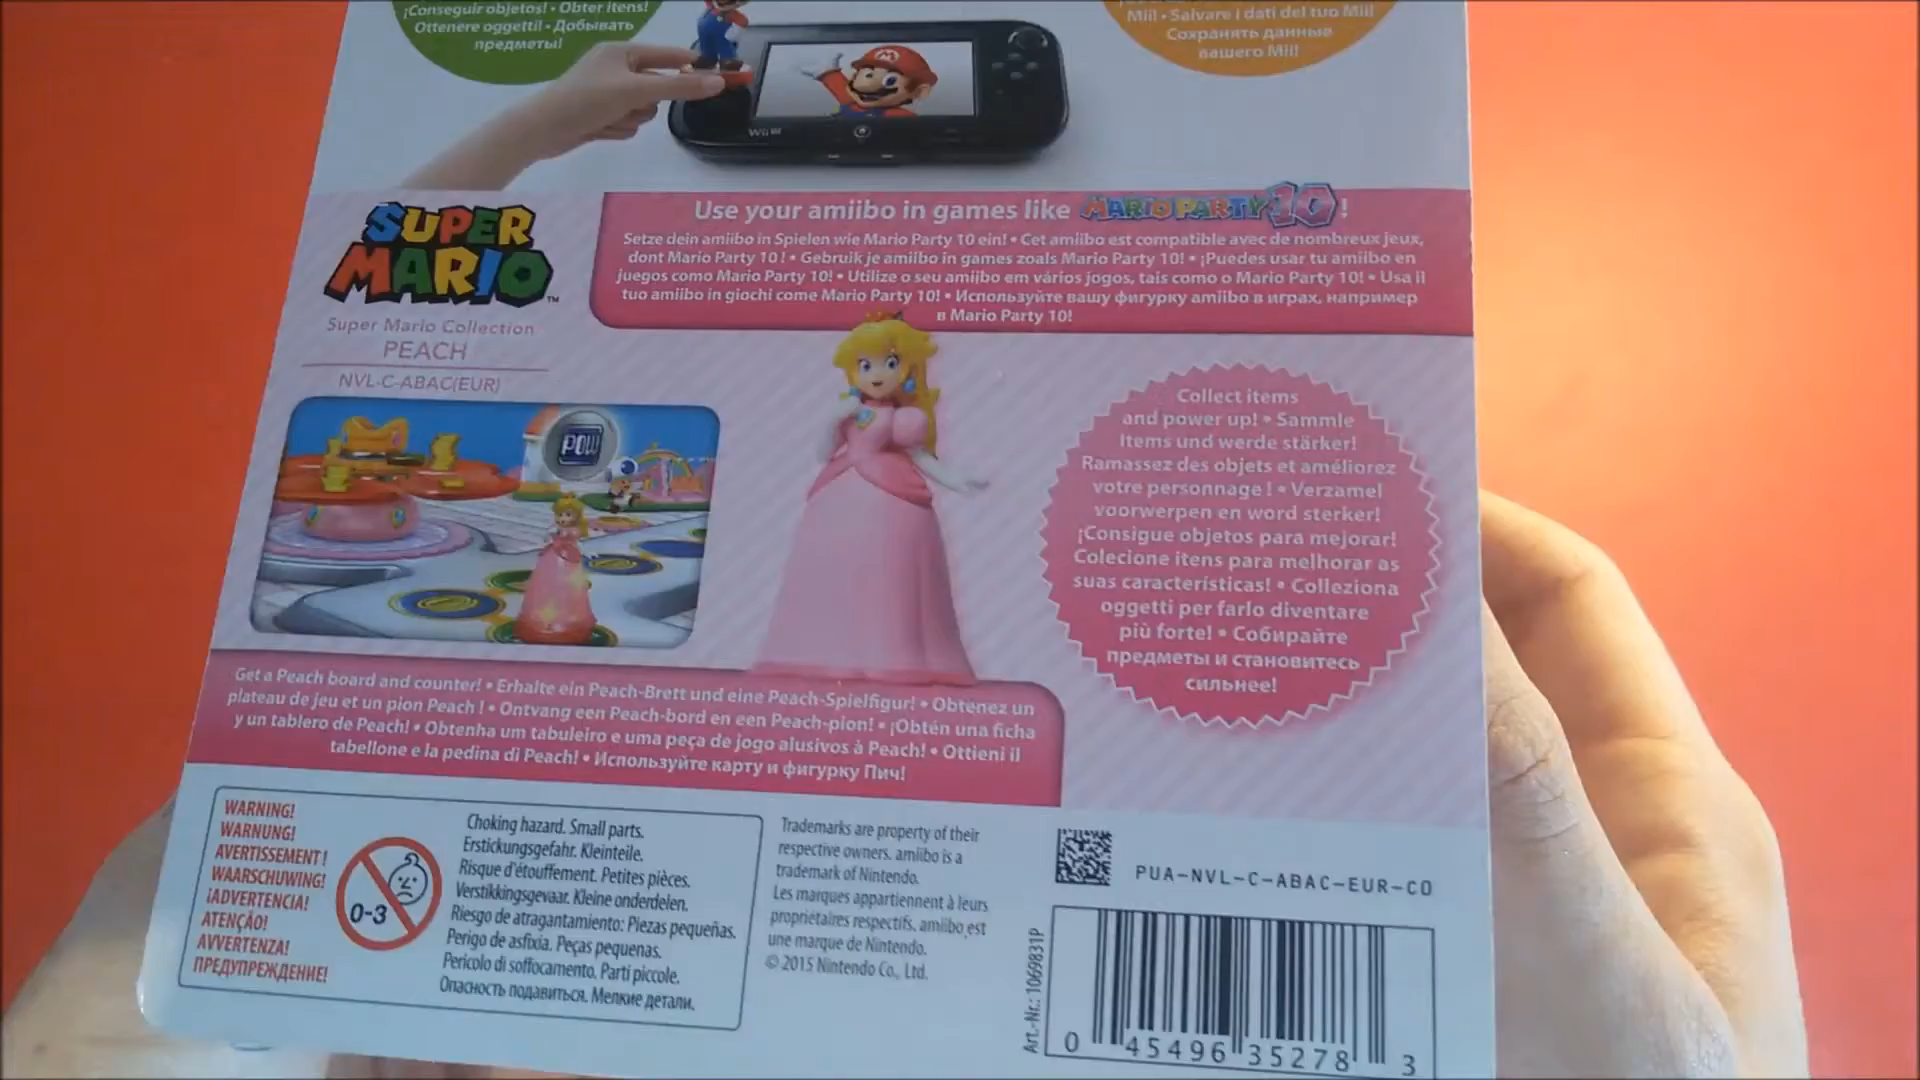 ¡Conseguir objetos! • Obter itens!
Ottenere oggetti! • Добывать
предметы!
Mii! • Salvare i dati del tuo Mii!
Сохранять данные
вашего Mii!
Wii U
SUPER
MARIO™
Super Mario Collection
PEACH
NVL-C-ABAC(EUR)
Use your amiibo in games like MARIO PARTY 10!
Setze dein amiibo in Spielen wie Mario Party 10 ein! • Cet amiibo est compatible avec de nombreux jeux,
dont Mario Party 10 ! • Gebruik je amiibo in games zoals Mario Party 10! • ¡Puedes usar tu amiibo en
juegos como Mario Party 10! • Utilize o seu amiibo em vários jogos, tais como o Mario Party 10! • Usa il
tuo amiibo in giochi come Mario Party 10! • Используйте вашу фигурку amiibo в играх, например
в Mario Party 10!
POW
Collect items
and power up! • Sammle
Items und werde stärker!
Ramassez des objets et améliorez
votre personnage ! • Verzamel
voorwerpen en word sterker!
¡Consigue objetos para mejorar!
Colecione itens para melhorar as
suas características! • Colleziona
oggetti per farlo diventare
più forte! • Собирайте
предметы и становитесь
сильнее!
Get a Peach board and counter! • Erhalte ein Peach-Brett und eine Peach-Spielfigur! • Obtenez un
plateau de jeu et un pion Peach ! • Ontvang een Peach-bord en een Peach-pion! • ¡Obtén una ficha
y un tablero de Peach! • Obtenha um tabuleiro e uma peça de jogo alusivos à Peach! • Ottieni il
tabellone e la pedina di Peach! • Используйте карту и фигурку Пич!
WARNING!
WARNUNG!
AVERTISSEMENT !
WAARSCHUWING!
¡ADVERTENCIA!
ATENÇÃO!
AVVERTENZA!
ПРЕДУПРЕЖДЕНИЕ!
0-3
Choking hazard. Small parts.
Erstickungsgefahr. Kleinteile.
Risque d'étouffement. Petites pièces.
Verstikkingsgevaar. Kleine onderdelen.
Riesgo de atragantamiento: Piezas pequeñas.
Perigo de asfixia. Peças pequenas.
Pericolo di soffocamento. Parti piccole.
Опасность подавиться. Мелкие детали.
Trademarks are property of their
respective owners. amiibo is a
trademark of Nintendo.
Les marques appartiennent à leurs
propriétaires respectifs. amiibo est
une marque de Nintendo.
© 2015 Nintendo Co., Ltd.
PUA-NVL-C-ABAC-EUR-C0
Art.-Nr.: 1069831P
0 45496 35278 3